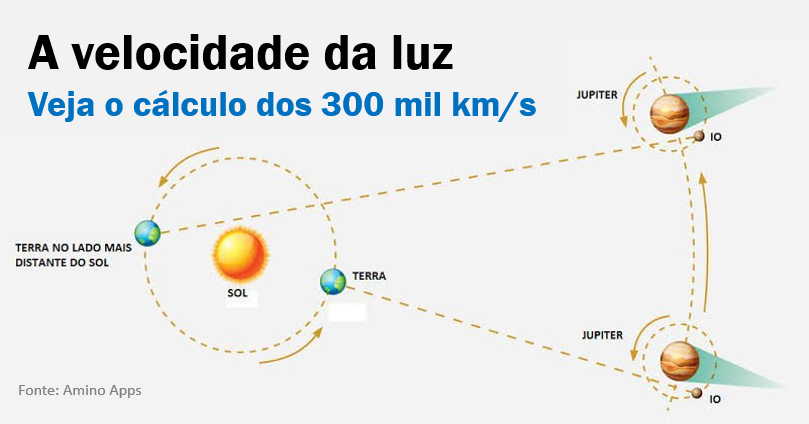 A velocidade da luz
Veja o cálculo dos 300 mil km/s
JUPITER
IO
TERRA NO LADO MAIS
DISTANTE DO SOL
SOL
TERRA
JUPITER
IO
Fonte: Amino Apps